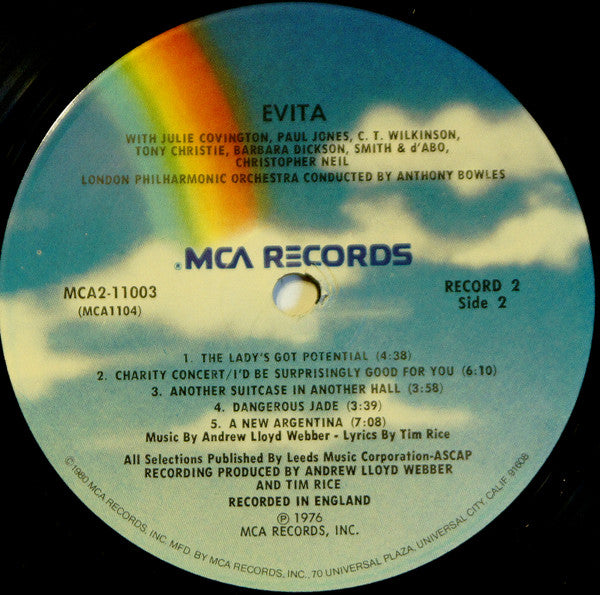 EVITA
WITH JULIE COVINGTON, PAUL JONES, C. T. WILKINSON,
TONY CHRISTIE, BARBARA DICKSON, SMITH & d'ABO,
CHRISTOPHER NEIL
LONDON PHILHARMONIC ORCHESTRA CONDUCTED BY ANTHONY BOWLES
MCA RECORDS
MCA2-11003
(MCA1104)
RECORD 2
Side 2
1. THE LADY'S GOT POTENTIAL (4:38)
2. CHARITY CONCERT/I'D BE SURPRISINGLY GOOD FOR YOU (6:10)
3. ANOTHER SUITCASE IN ANOTHER HALL (3:58)
4. DANGEROUS JADE (3:39)
5. A NEW ARGENTINA (7:08)
Music By Andrew Lloyd Webber - Lyrics By Tim Rice
All Selections Published By Leeds Music Corporation-ASCAP
RECORDING PRODUCED BY ANDREW LLOYD WEBBER
AND TIM RICE
RECORDED IN ENGLAND
℗ 1976
MCA RECORDS, INC.
©1980 MCA RECORDS, INC. MFD. BY MCA RECORDS, INC., 70 UNIVERSAL PLAZA, UNIVERSAL CITY, CALIF. 91608